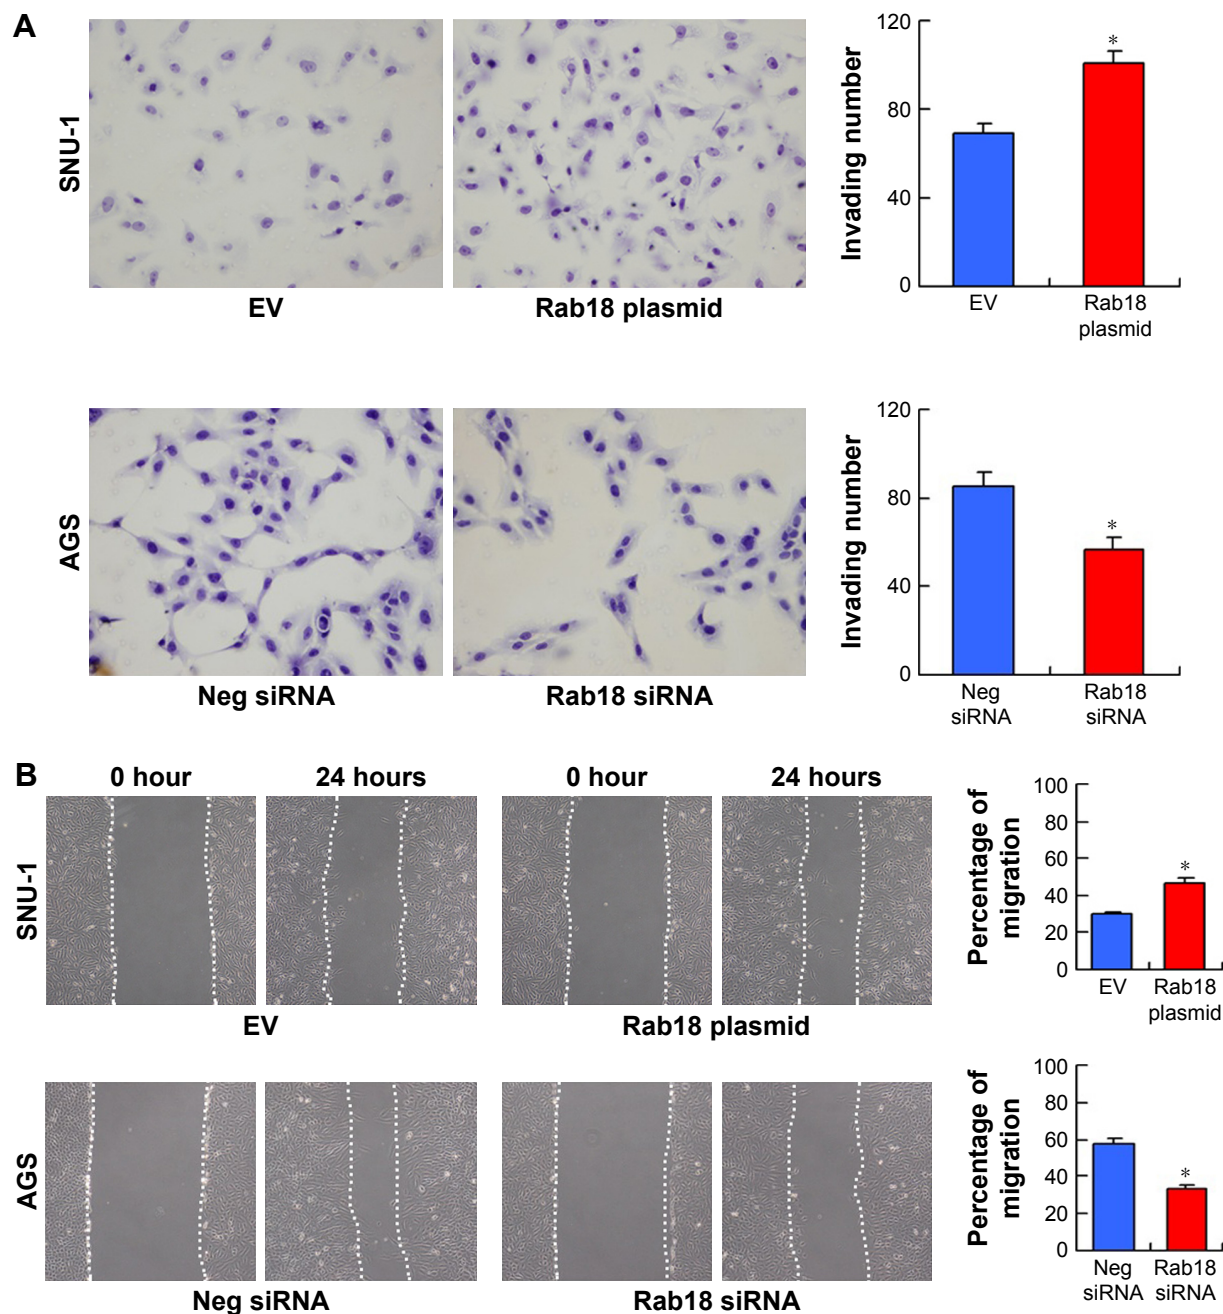 A
SNU-1
EV
Rab18 plasmid
Invading number
120
80
40
0
*
EV
Rab18
plasmid
AGS
Neg siRNA
Rab18 siRNA
Invading number
120
80
40
0
*
Neg
siRNA
Rab18
siRNA
B
0 hour
24 hours
0 hour
24 hours
SNU-1
EV
Rab18 plasmid
Percentage of
migration
100
80
60
40
20
0
*
EV
Rab18
plasmid
AGS
Neg siRNA
Rab18 siRNA
Percentage of
migration
100
80
60
40
20
0
*
Neg
siRNA
Rab18
siRNA